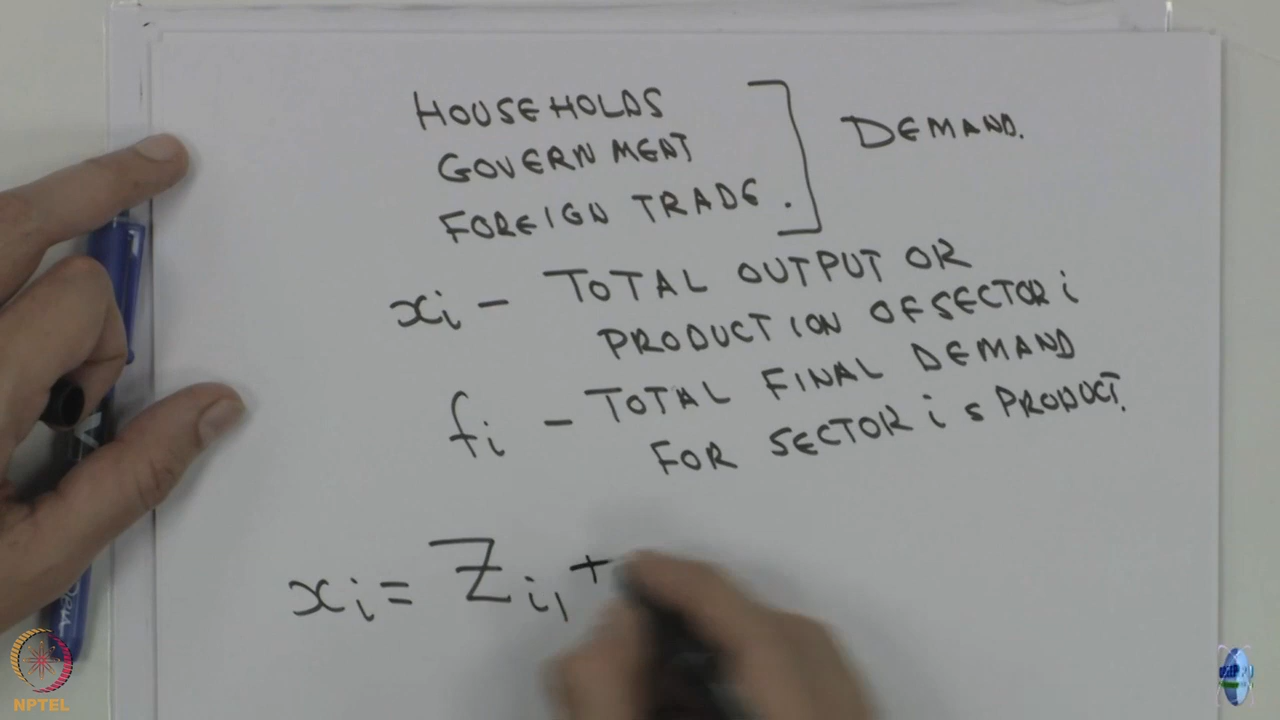 HOUSEHOLDS
GOVERNMENT
FOREIGN TRADE.
DEMAND.
xi - TOTAL OUTPUT OR
PRODUCTION OF SECTOR i
fi - TOTAL FINAL DEMAND
FOR SECTOR i s PRODUCT.
xi = Zi1 +
NPTEL